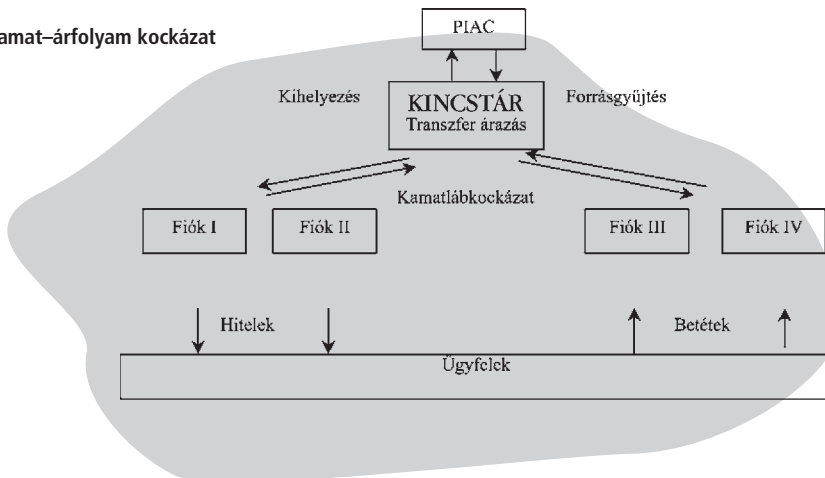 amat–árfolyam kockázat
PIAC
Kihelyezés
KINCSTÁR
Transzfer árazás
Forrásgyűjtés
Kamatlábkockázat
Fiók I
Fiók II
Fiók III
Fiók IV
Hitelek
Betétek
Ügyfelek